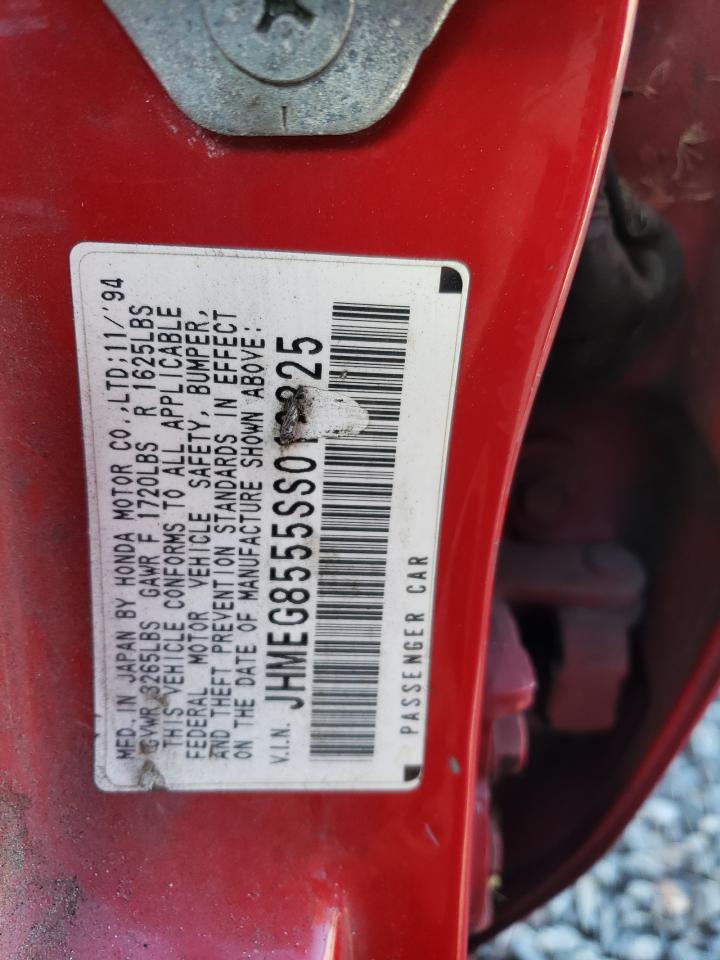 MFD. IN JAPAN BY HONDA MOTOR CO.,LTD;11/'94
GVWR 3265LBS GAWR F 1720LBS R 1625LBS
THIS VEHICLE CONFORMS TO ALL APPLICABLE
FEDERAL MOTOR VEHICLE SAFETY, BUMPER,
AND THEFT PREVENTION STANDARDS IN EFFECT
ON THE DATE OF MANUFACTURE SHOWN ABOVE:
V.I.N.
PASSENGER CAR